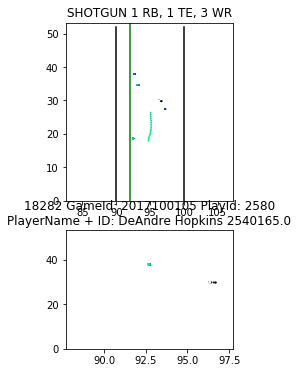 SHOTGUN 1 RB, 1 TE, 3 WR
50
40
30
20
10
0
85 90 95 100 105
18282 GameId: 2017100105 PlayId: 2580
PlayerName + ID: DeAndre Hopkins 2540165.0
40
20
0
90.0 92.5 95.0 97.5